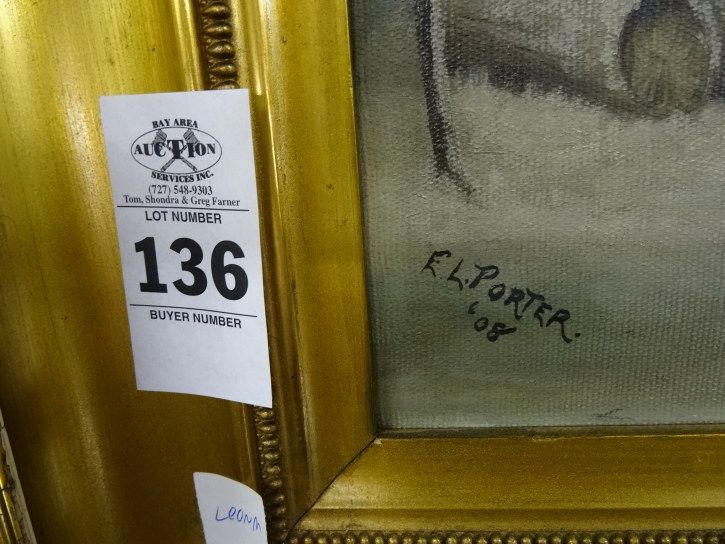 BAY AREA
AUCTION
SERVICES INC.
(727) 548-9303
Tom, Shondra & Greg Farner
LOT NUMBER
136
BUYER NUMBER
E L. PORTER.
'08